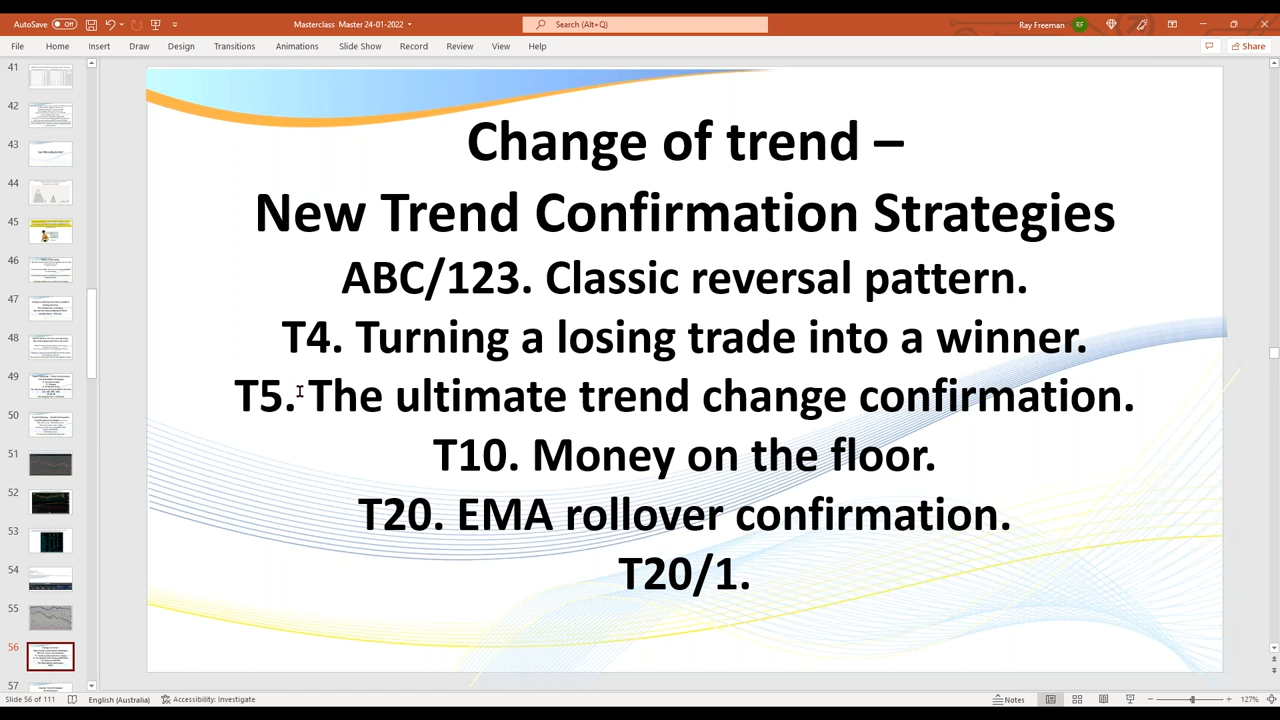 AutoSave Off Masterclass Master 24-01-2022 Search (Alt+Q) Ray Freeman RF
File Home Insert Draw Design Transitions Animations Slide Show Record Review View Help Share
41
42
43
44
45
46
47
48
49
50
51
52
53
54
55
56
57
Change of trend –
New Trend Confirmation Strategies
ABC/123. Classic reversal pattern.
T4. Turning a losing trade into a winner.
T5. The ultimate trend change confirmation.
T10. Money on the floor.
T20. EMA rollover confirmation.
T20/1.
Slide 56 of 111 English (Australia) Accessibility: Investigate Notes 127%